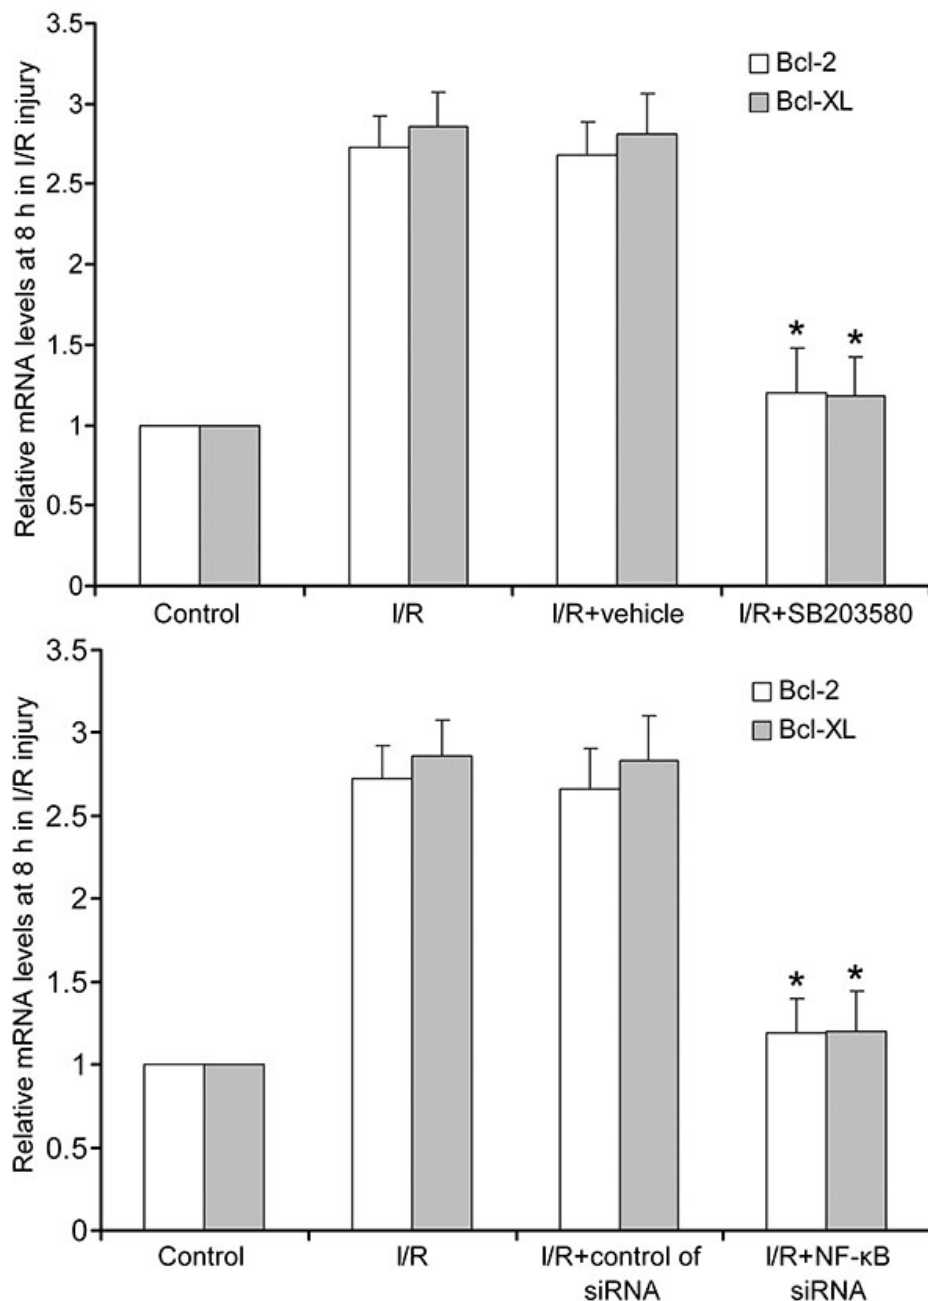 Relative mRNA levels at 8 h in I/R injury
3.5
3
2.5
2
1.5
1
0.5
0
Bcl-2
Bcl-XL
*
*
Control
I/R
I/R+vehicle
I/R+SB203580
Relative mRNA levels at 8 h in I/R injury
3.5
3
2.5
2
1.5
1
0.5
0
Bcl-2
Bcl-XL
*
*
Control
I/R
I/R+control of
siRNA
I/R+NF-κB
siRNA